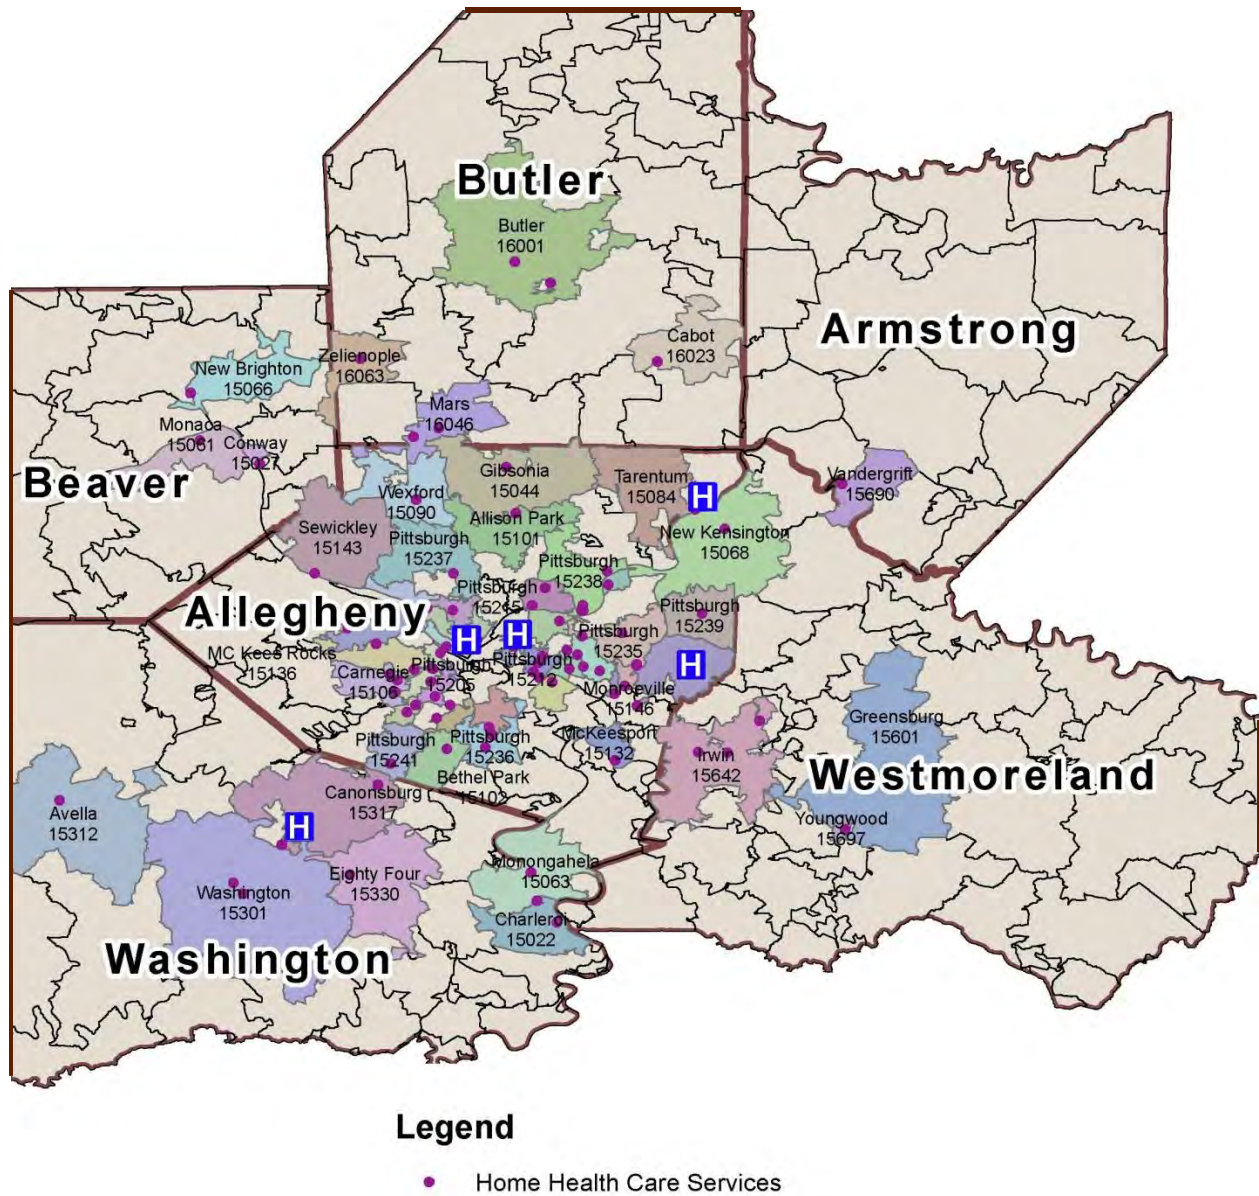 Butler
Butler
16001
Armstrong
Cabot
16023
Zelienople
16063
New Brighton
15066
Mars
16046
Monaca
15061
Conway
15027
Beaver
Gibsonia
15044
Tarentum
15084
Vandergrift
15690
Wexford
15090
H
Allison Park
15101
Sewickley
15143
New Kensington
15068
Pittsburgh
15237
Pittsburgh
15238
Pittsburgh
15215
Allegheny
Pittsburgh
15239
H
H
Pittsburgh
15235
MC Kees Rocks
15136
H
Carnegie
15106
Pittsburgh
15205
Pittsburgh
15212
Monroeville
15146
Greensburg
15601
Pittsburgh
15241
Pittsburgh
15236
McKeesport
15132
Irwin
15642
Westmoreland
Bethel Park
15102
Canonsburg
15317
Avella
15312
H
Youngwood
15697
Monongahela
15063
Eighty Four
15330
Washington
15301
Charleroi
15022
Washington
Legend
Home Health Care Services